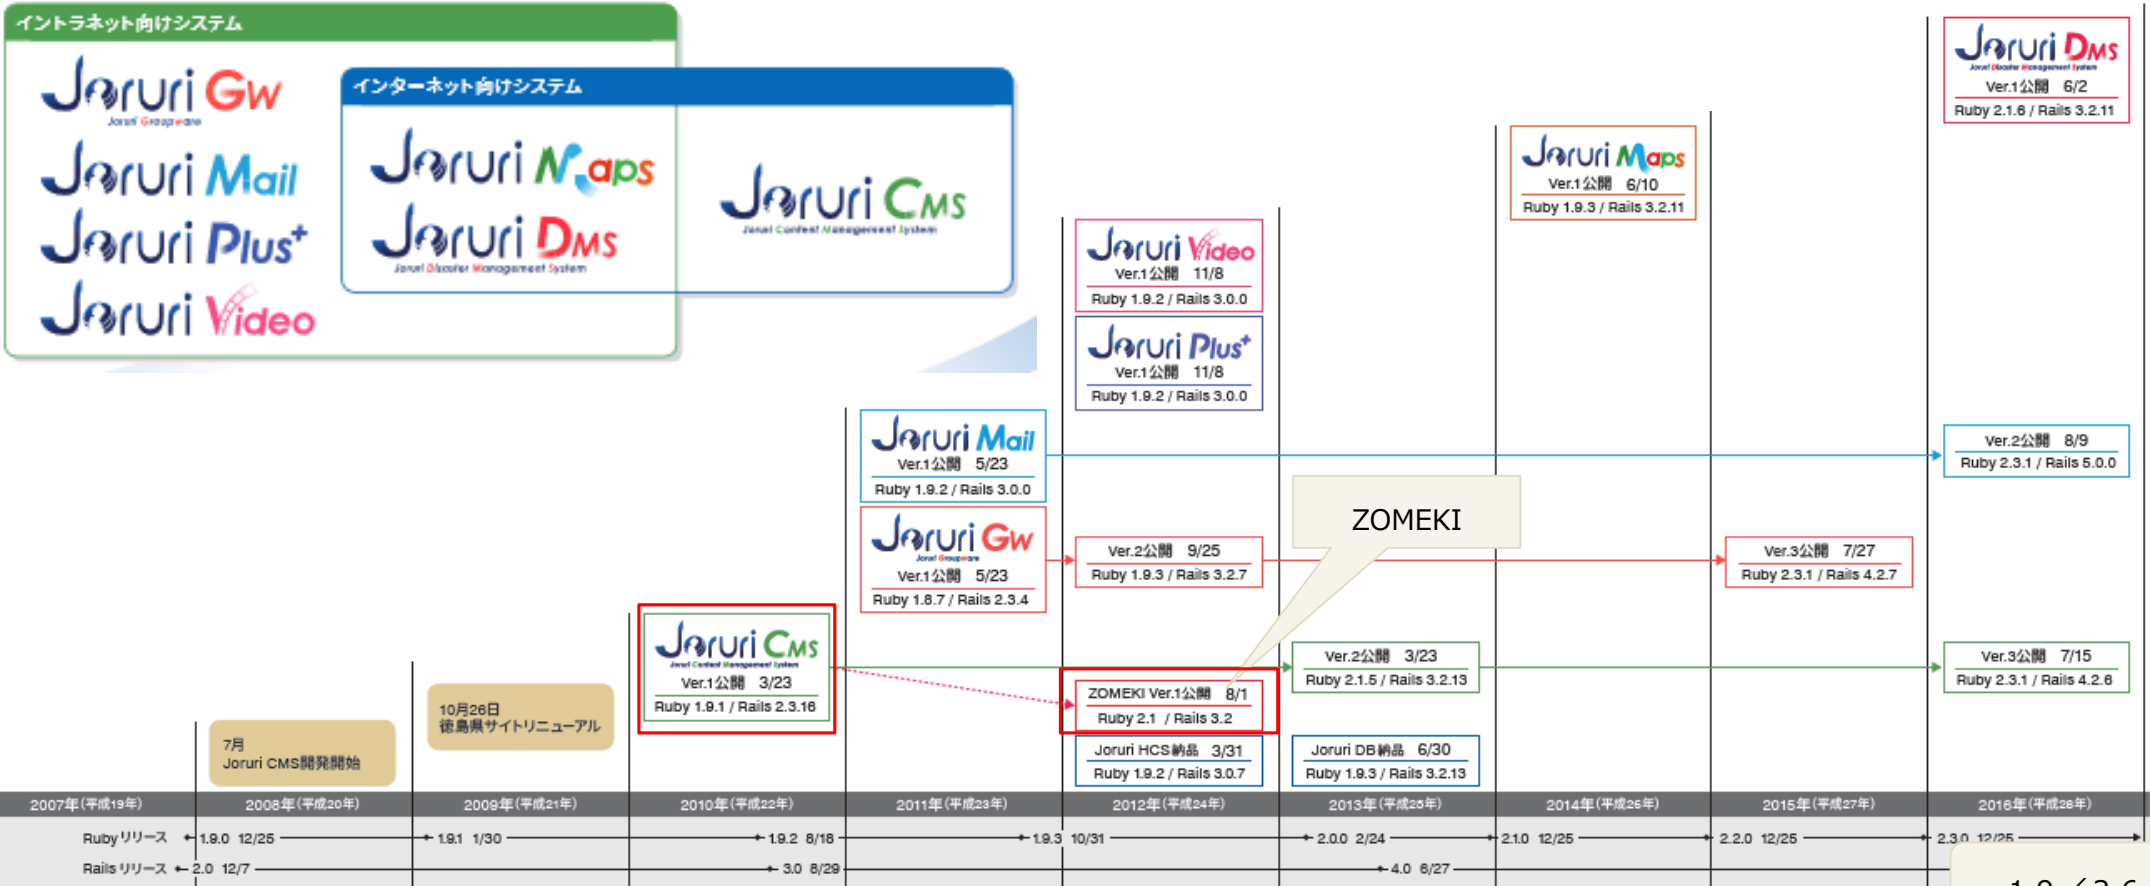 イントラネット向けシステム
Joruri Gw
Joruri Groupware
Joruri Mail
Joruri Plus+
Joruri Video
インターネット向けシステム
Joruri Maps
Joruri DMS
Joruri Disaster Management System
Joruri CMS
Joruri Content Management System
Joruri DMS
Joruri Disaster Management System
Ver.1公開 6/2
Ruby 2.1.6 / Rails 3.2.11
Joruri Maps
Ver.1公開 6/10
Ruby 1.9.3 / Rails 3.2.11
Joruri Video
Ver.1公開 11/8
Ruby 1.9.2 / Rails 3.0.0
Joruri Plus+
Ver.1公開 11/8
Ruby 1.9.2 / Rails 3.0.0
Joruri Mail
Ver.1公開 5/23
Ruby 1.9.2 / Rails 3.0.0
Ver.2公開 8/9
Ruby 2.3.1 / Rails 5.0.0
ZOMEKI
Joruri Gw
Joruri Groupware
Ver.1公開 5/23
Ruby 1.8.7 / Rails 2.3.4
Ver.2公開 9/25
Ruby 1.9.3 / Rails 3.2.7
Ver.3公開 7/27
Ruby 2.3.1 / Rails 4.2.7
Joruri CMS
Joruri Content Management System
Ver.1公開 3/23
Ruby 1.9.1 / Rails 2.3.16
Ver.2公開 3/23
Ruby 2.1.5 / Rails 3.2.13
Ver.3公開 7/15
Ruby 2.3.1 / Rails 4.2.6
ZOMEKI Ver.1公開 8/1
Ruby 2.1 / Rails 3.2
10月26日
徳島県サイトリニューアル
7月
Joruri CMS開発開始
Joruri HCS納品 3/31
Ruby 1.9.2 / Rails 3.0.7
Joruri DB納品 6/30
Ruby 1.9.3 / Rails 3.2.13
2007年(平成19年) 2008年(平成20年) 2009年(平成21年) 2010年(平成22年) 2011年(平成23年) 2012年(平成24年) 2013年(平成25年) 2014年(平成26年) 2015年(平成27年) 2016年(平成28年)
Rubyリリース 1.9.0 12/25 1.9.1 1/30 1.9.2 8/18 1.9.3 10/31 2.0.0 2/24 2.1.0 12/25 2.2.0 12/25 2.3.0 12/25
Railsリリース 2.0 12/7 3.0 8/29 4.0 6/27